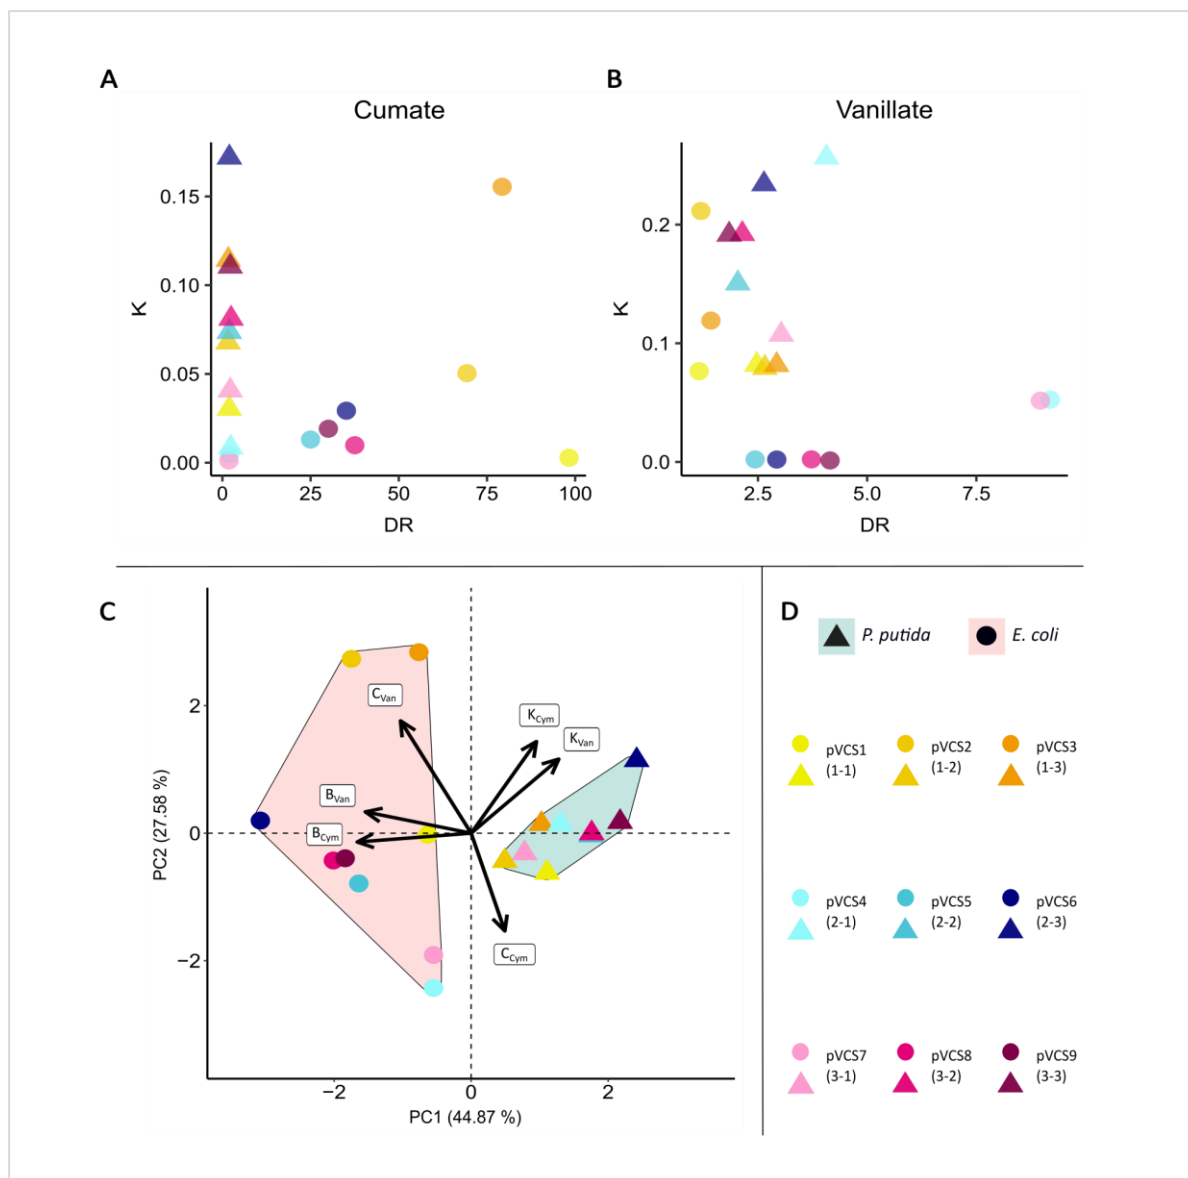 A
B
Cumate
Vanillate
K
0.15
0.10
0.05
0.00
0
25
50
75
100
DR
K
0.2
0.1
0.0
2.5
5.0
7.5
DR
C
PC2 (27.58 %)
2
0
−2
−2
0
2
PC1 (44.87 %)
CVan
KCym
KVan
BVan
BCym
CCym
D
P. putida
E. coli
pVCS1
(1-1)
pVCS2
(1-2)
pVCS3
(1-3)
pVCS4
(2-1)
pVCS5
(2-2)
pVCS6
(2-3)
pVCS7
(3-1)
pVCS8
(3-2)
pVCS9
(3-3)